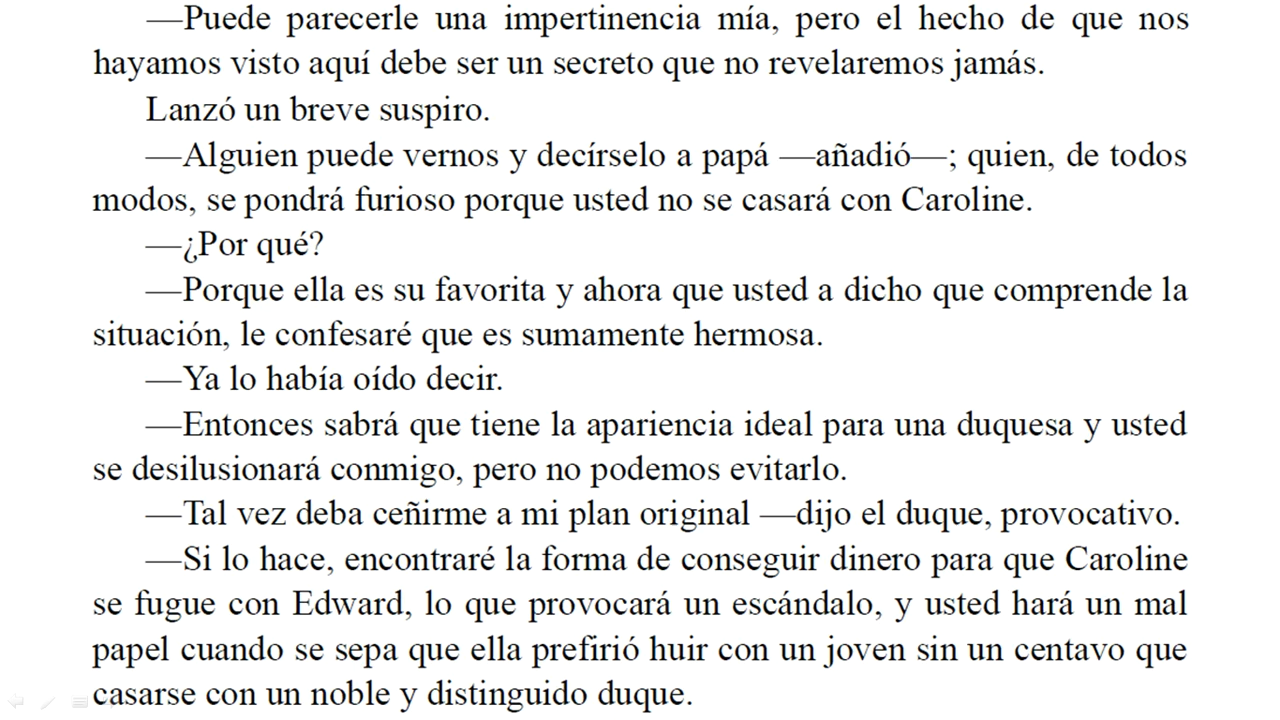 —Puede parecerle una impertinencia mía, pero el hecho de que nos
hayamos visto aquí debe ser un secreto que no revelaremos jamás.
Lanzó un breve suspiro.
—Alguien puede vernos y decírselo a papá —añadió—; quien, de todos
modos, se pondrá furioso porque usted no se casará con Caroline.
—¿Por qué?
—Porque ella es su favorita y ahora que usted a dicho que comprende la
situación, le confesaré que es sumamente hermosa.
—Ya lo había oído decir.
—Entonces sabrá que tiene la apariencia ideal para una duquesa y usted
se desilusionará conmigo, pero no podemos evitarlo.
—Tal vez deba ceñirme a mi plan original —dijo el duque, provocativo.
—Si lo hace, encontraré la forma de conseguir dinero para que Caroline
se fugue con Edward, lo que provocará un escándalo, y usted hará un mal
papel cuando se sepa que ella prefirió huir con un joven sin un centavo que
casarse con un noble y distinguido duque.